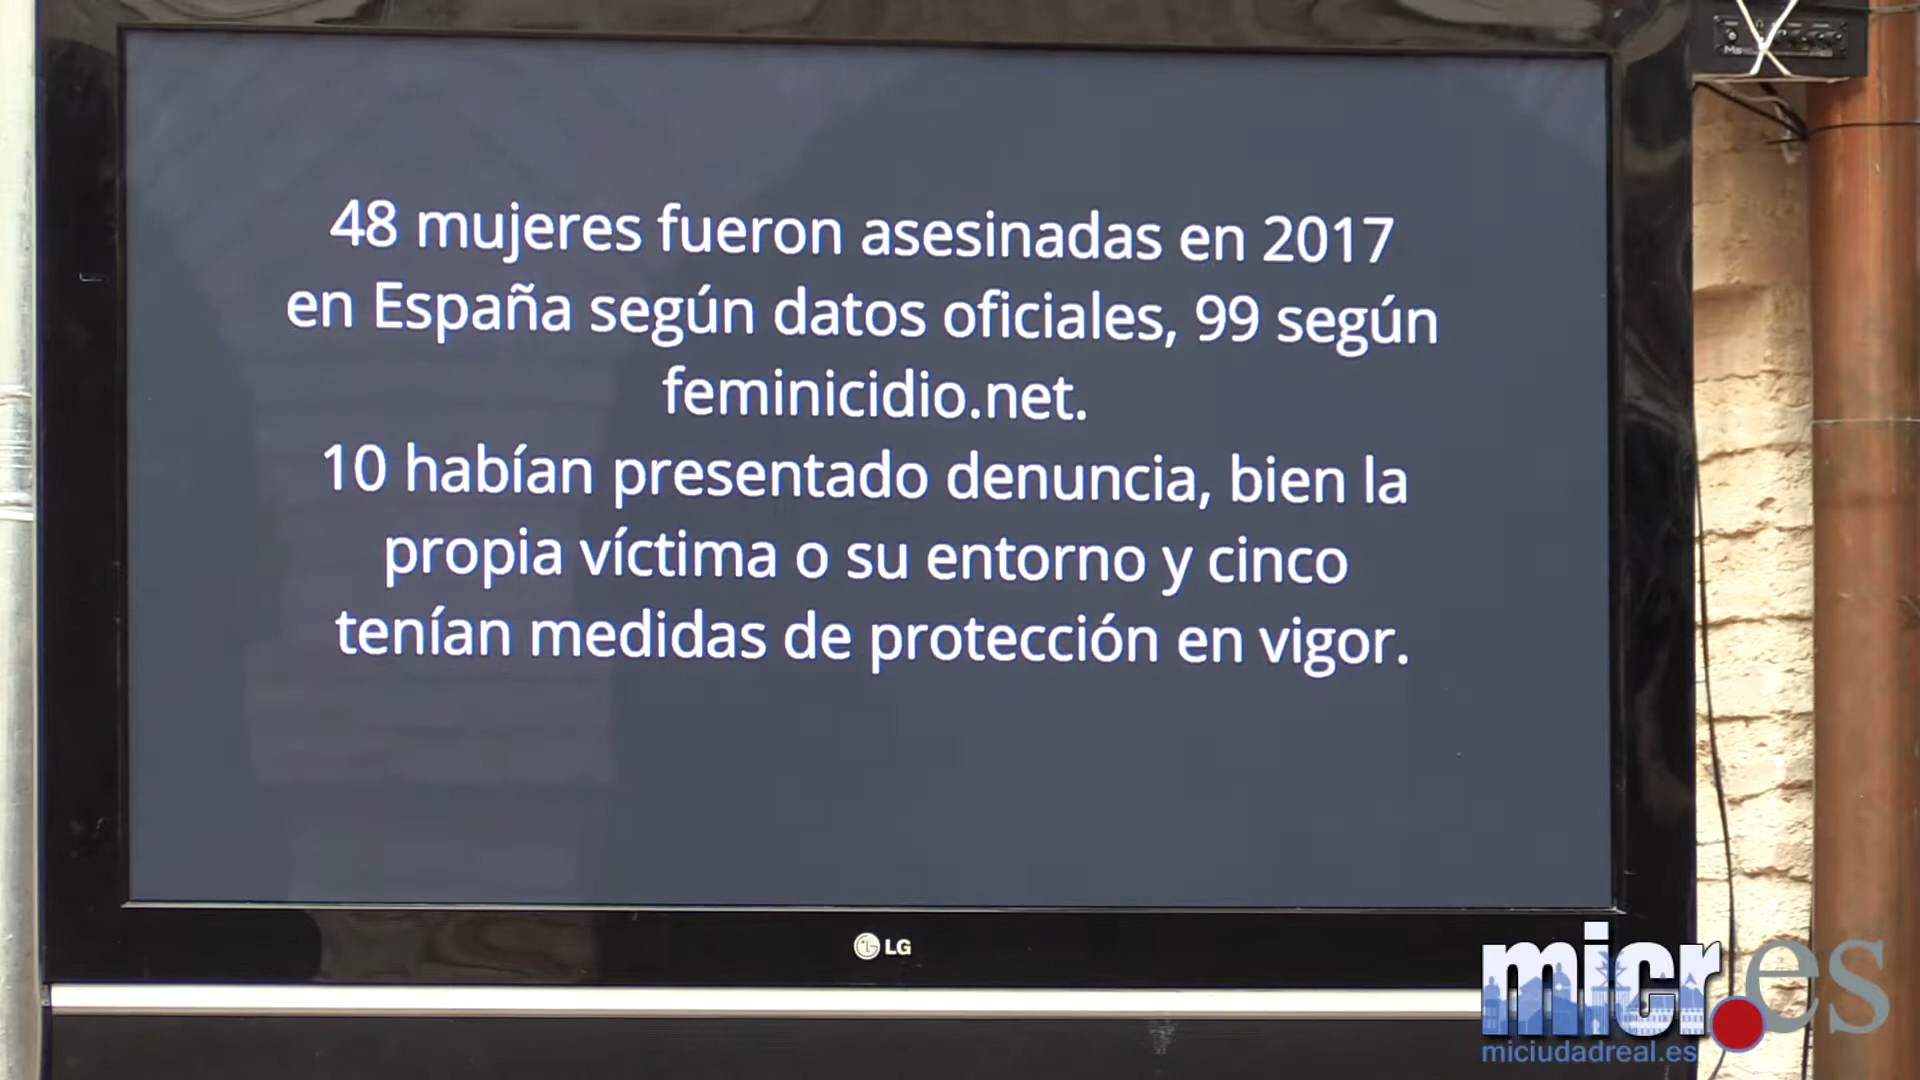 48 mujeres fueron asesinadas en 2017
en España según datos oficiales, 99 según
feminicidio.net.
10 habían presentado denuncia, bien la
propia víctima o su entorno y cinco
tenían medidas de protección en vigor.
LG
micr.es
miciudadreal.es